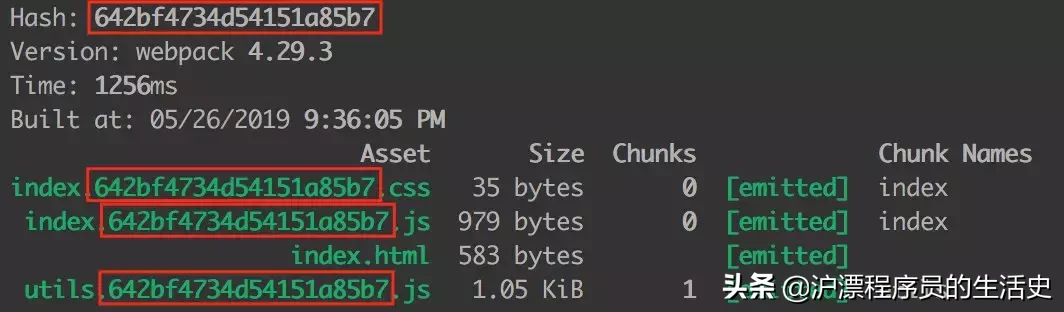 Hash: 642bf4734d54151a85b7
Version: webpack 4.29.3
Time: 1256ms
Built at: 05/26/2019 9:36:05 PM
Asset Size Chunks Chunk Names
index.642bf4734d54151a85b7.css 35 bytes 0 [emitted] index
index.642bf4734d54151a85b7.js 979 bytes 0 [emitted] index
index.html 583 bytes [emitted]
utils.642bf4734d54151a85b7.js 1.05 KiB 1
头条 @沪漂程序员的生活史